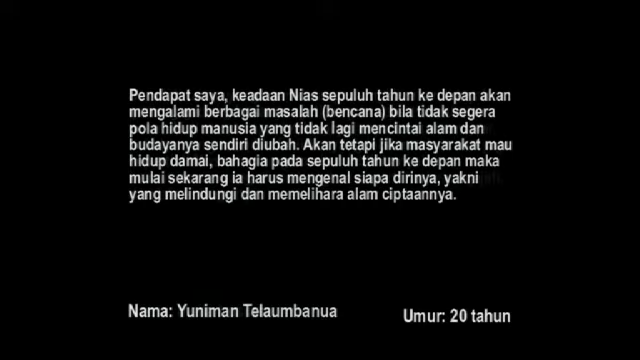 Pendapat saya, keadaan Nias sepuluh tahun ke depan akan
mengalami berbagai masalah (bencana) bila tidak segera
pola hidup manusia yang tidak lagi mencintai alam dan
budayanya sendiri diubah. Akan tetapi jika masyarakat mau
hidup damai, bahagia pada sepuluh tahun ke depan maka
mulai sekarang ia harus mengenal siapa dirinya, yakni
yang melindungi dan memelihara alam ciptaannya.
Nama: Yuniman Telaumbanua
Umur: 20 tahun